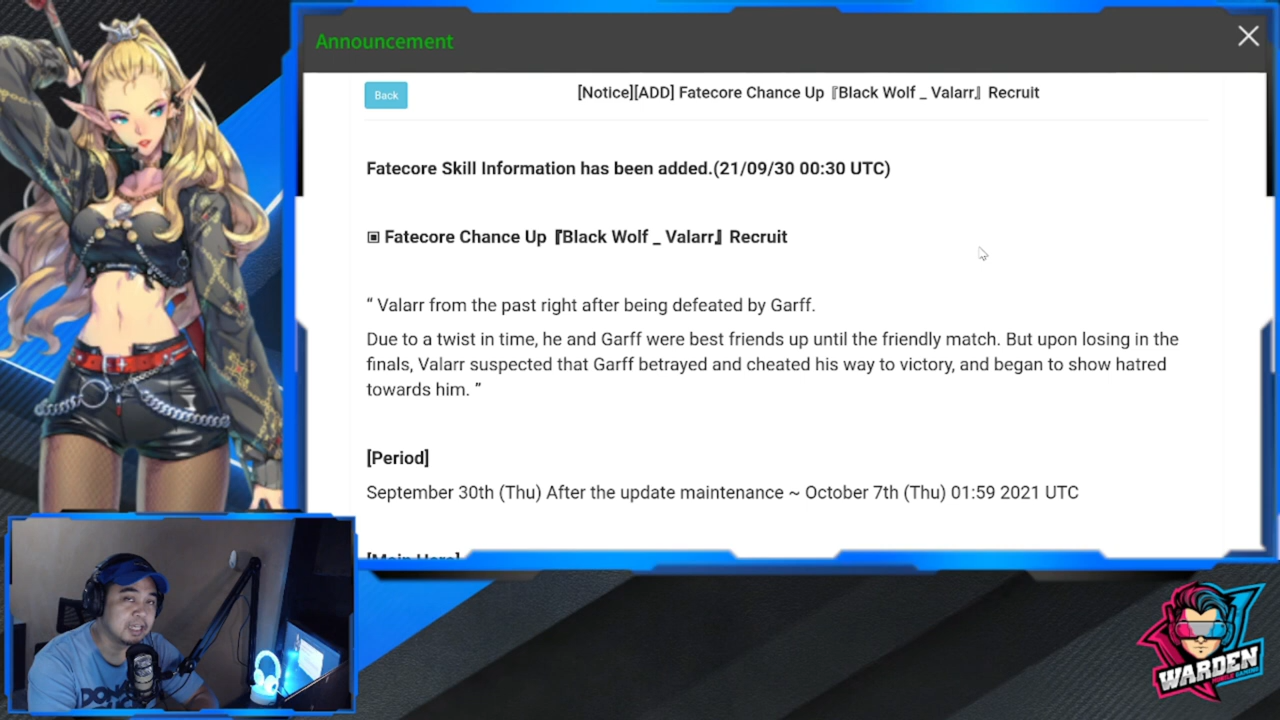 Announcement
Back
[Notice][ADD] Fatecore Chance Up『Black Wolf _ Valarr』Recruit
Fatecore Skill Information has been added.(21/09/30 00:30 UTC)
▣ Fatecore Chance Up『Black Wolf _ Valarr』Recruit
“ Valarr from the past right after being defeated by Garff.
Due to a twist in time, he and Garff were best friends up until the friendly match. But upon losing in the
finals, Valarr suspected that Garff betrayed and cheated his way to victory, and began to show hatred
towards him. ”
[Period]
September 30th (Thu) After the update maintenance ~ October 7th (Thu) 01:59 2021 UTC
[Main Hero]
WARDEN
MOBILE GAMING